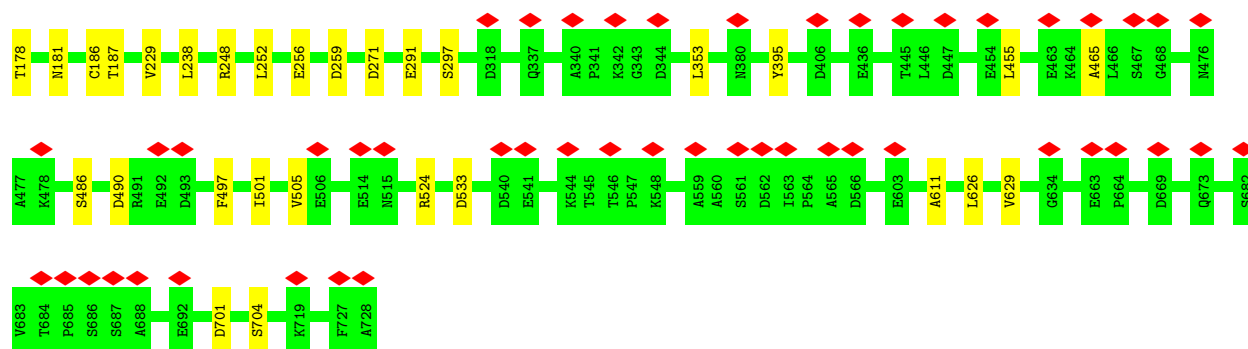 T178 N181 C186 T187 V229 L238 R248 L252 E256 D259 D271 E291 S297 D318 Q337 A340 P341 K342 G343 D344 L353 N380 Y395 D406 E436 T445 L446 D447 E454 L455 E463 K464 A465 L466 S467 G468 N476
A477 K478 S486 D490 R491 E492 D493 F497 I501 V505 E506 E514 N515 R524 D533 D540 E541 K544 T545 T546 P547 K548 A559 A560 S561 D562 I563 P564 A565 D566 E603 A611 L626 V629 G634 E663 P664 D669 Q673 S682
V683 T684 P685 S686 S687 A688 E692 D701 S704 K719 F727 A728